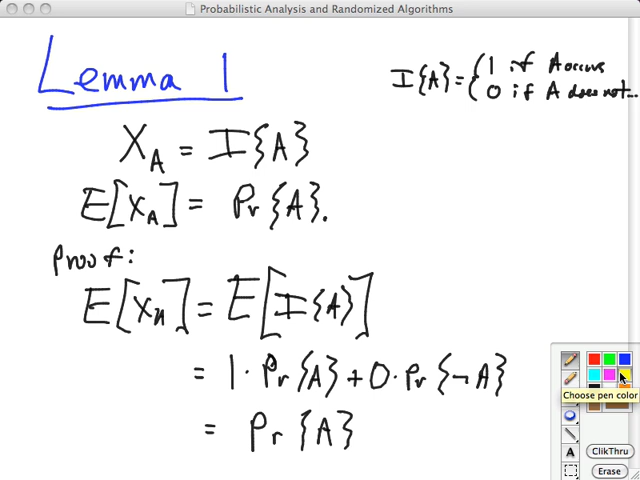 Probabilistic Analysis and Randomized Algorithms
Lemma 1
I{A} = { 1 if A occurs
0 if A does not...
X_A = I{A}
E[X_A] = Pr{A}.
Proof:
E[X_A] = E[I{A}]
= 1 · Pr{A} + 0 · Pr{¬A}
= Pr{A}
Choose pen color
A
ClikThru
Erase